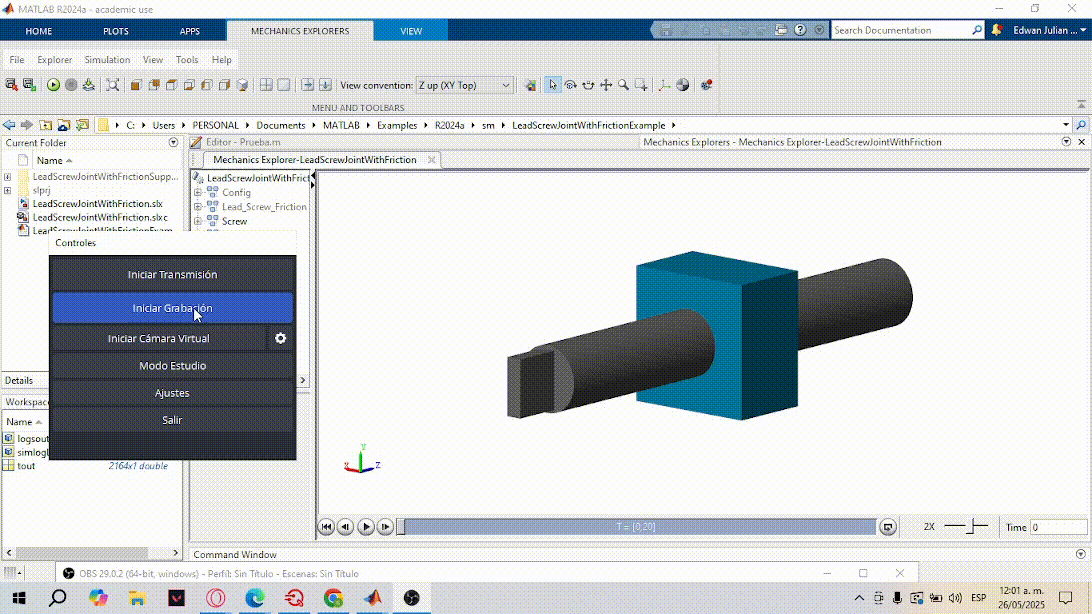 MATLAB R2024a - academic use
HOME PLOTS APPS MECHANICS EXPLORERS VIEW
Search Documentation
Edwan Julian ...
File Explorer Simulation View Tools Help
View convention: Z up (XY Top)
MENU AND TOOLBARS
C: Users PERSONAL Documents MATLAB Examples R2024a sm LeadScrewJointWithFrictionExample
Current Folder
Editor - Prueba.m
Mechanics Explorers - Mechanics Explorer-LeadScrewJointWithFriction
Name
Mechanics Explorer-LeadScrewJointWithFriction
LeadScrewJointWithFrictionSupp...
LeadScrewJointWithFrict
slprj
Config
LeadScrewJointWithFriction.slx
Lead_Screw_Friction
LeadScrewJointWithFriction.slxc
Screw
LeadScrewJointWithFrictionExam
Controles
Iniciar Transmisión
Iniciar Grabación
Iniciar Cámara Virtual
Modo Estudio
Ajustes
Salir
Details
Workspac
Name
logsout
simlogL
tout 2164x1 double
Y
X Z
T = [0,20]
2X
Time 0
Command Window
OBS 29.0.2 (64-bit, windows) - Perfil: Sin Título - Escenas: Sin Título
ESP
12:01 a. m.
26/05/2025